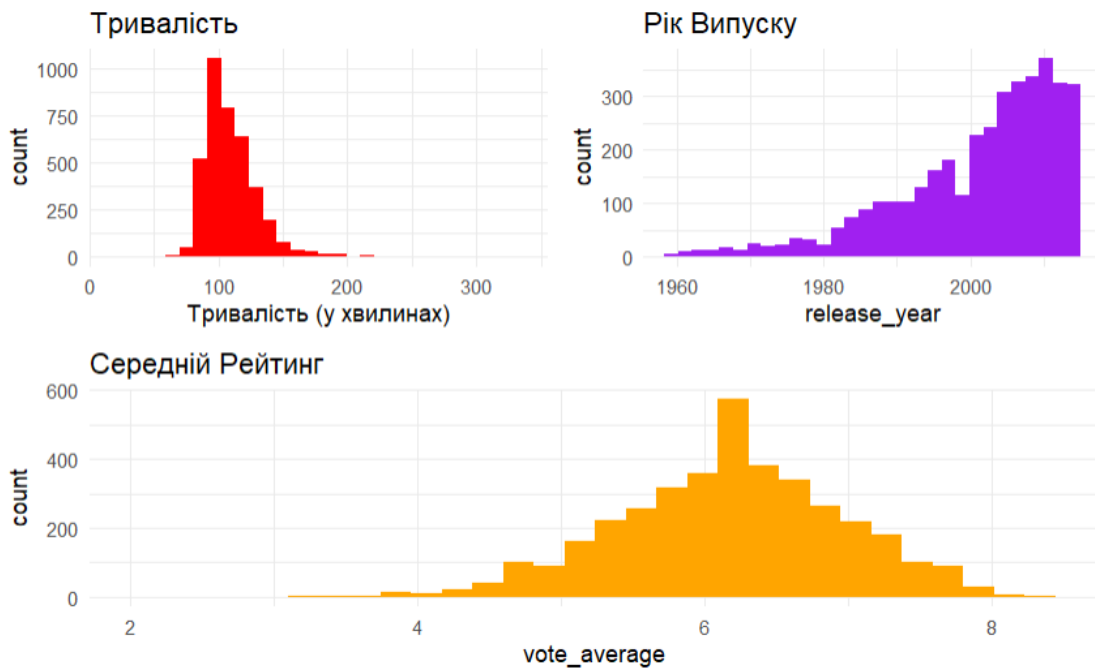 Тривалість
count
1000
750
500
250
0
0 100 200 300
Тривалість (у хвилинах)
Рік Випуску
count
300
200
100
0
1960 1980 2000
release_year
Середній Рейтинг
count
600
400
200
0
2 4 6 8
vote_average